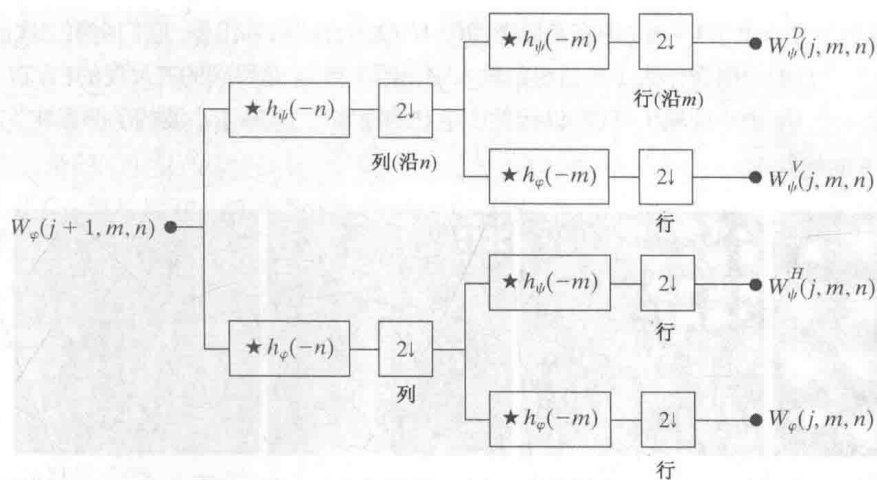 ★ h_ψ(−m) 2↓ W_ψ^D(j, m, n)
行(沿m)
★ h_ψ(−n) 2↓
列(沿n)
★ h_φ(−m) 2↓ W_ψ^V(j, m, n)
行
W_φ(j + 1, m, n)
★ h_ψ(−m) 2↓ W_ψ^H(j, m, n)
行
★ h_φ(−n) 2↓
列
★ h_φ(−m) 2↓ W_φ(j, m, n)
行